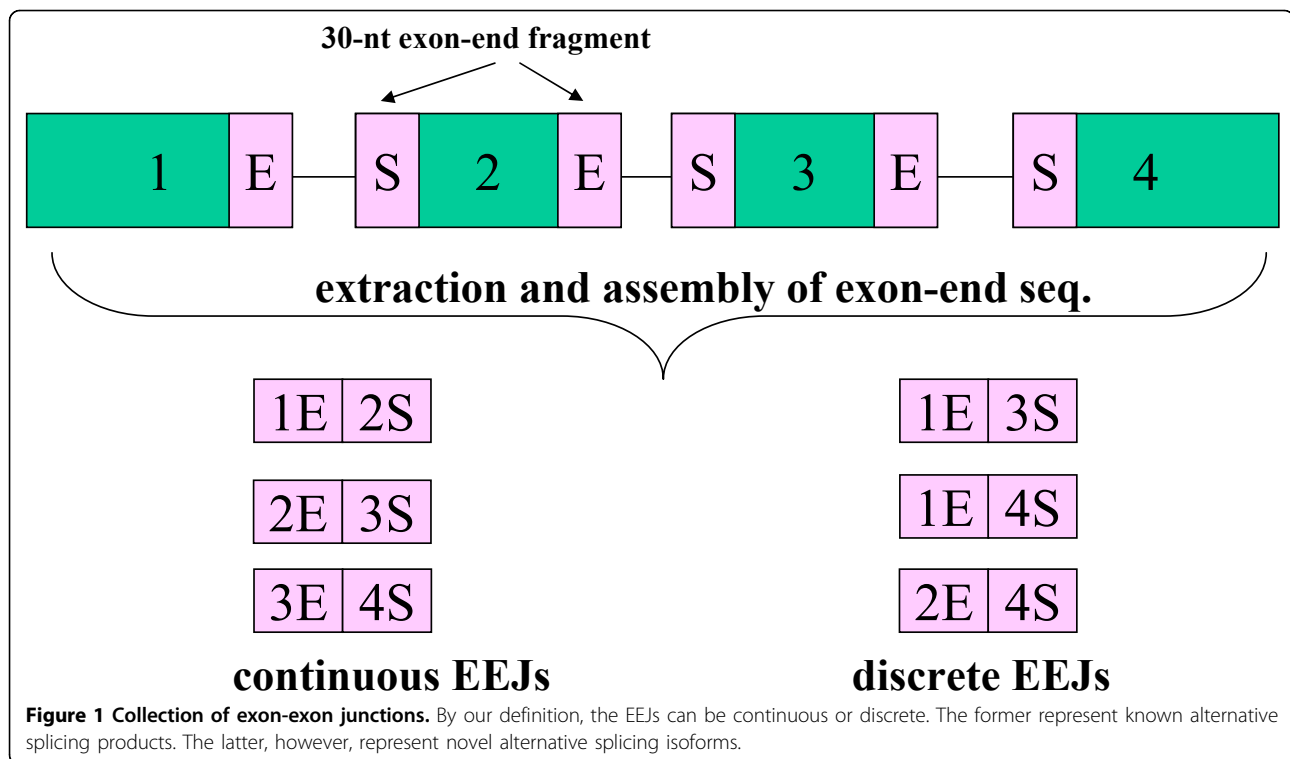 30-nt exon-end fragment
1 E S 2 E S 3 E S 4
extraction and assembly of exon-end seq.
1E 2S 1E 3S
2E 3S 1E 4S
3E 4S 2E 4S
continuous EEJs discrete EEJs
Figure 1 Collection of exon-exon junctions. By our definition, the EEJs can be continuous or discrete. The former represent known alternative
splicing products. The latter, however, represent novel alternative splicing isoforms.